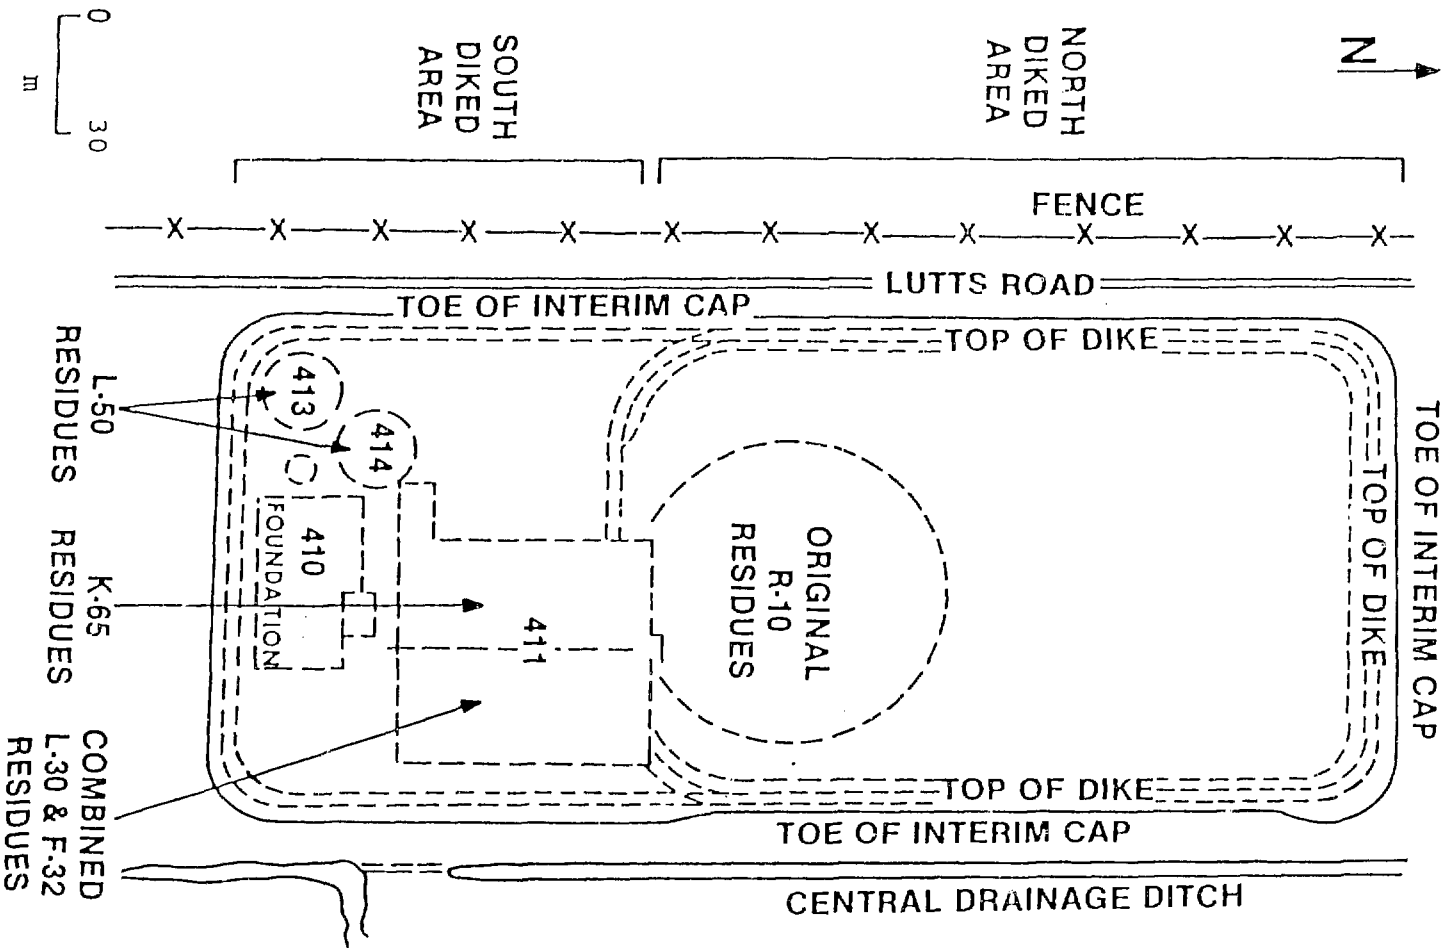 0
30
m
SOUTH
DIKED
AREA
NORTH
DIKED
AREA
N
FENCE
X X X X X X X X X X X X X
LUTTS ROAD
TOE OF INTERIM CAP
TOP OF DIKE
TOE OF INTERIM CAP
TOP OF DIKE
413
414
L-50
RESIDUES
410
FOUNDATION
K-65
RESIDUES
411
ORIGINAL
R-10
RESIDUES
COMBINED
L-30 & F-32
RESIDUES
TOP OF DIKE
TOE OF INTERIM CAP
CENTRAL DRAINAGE DITCH